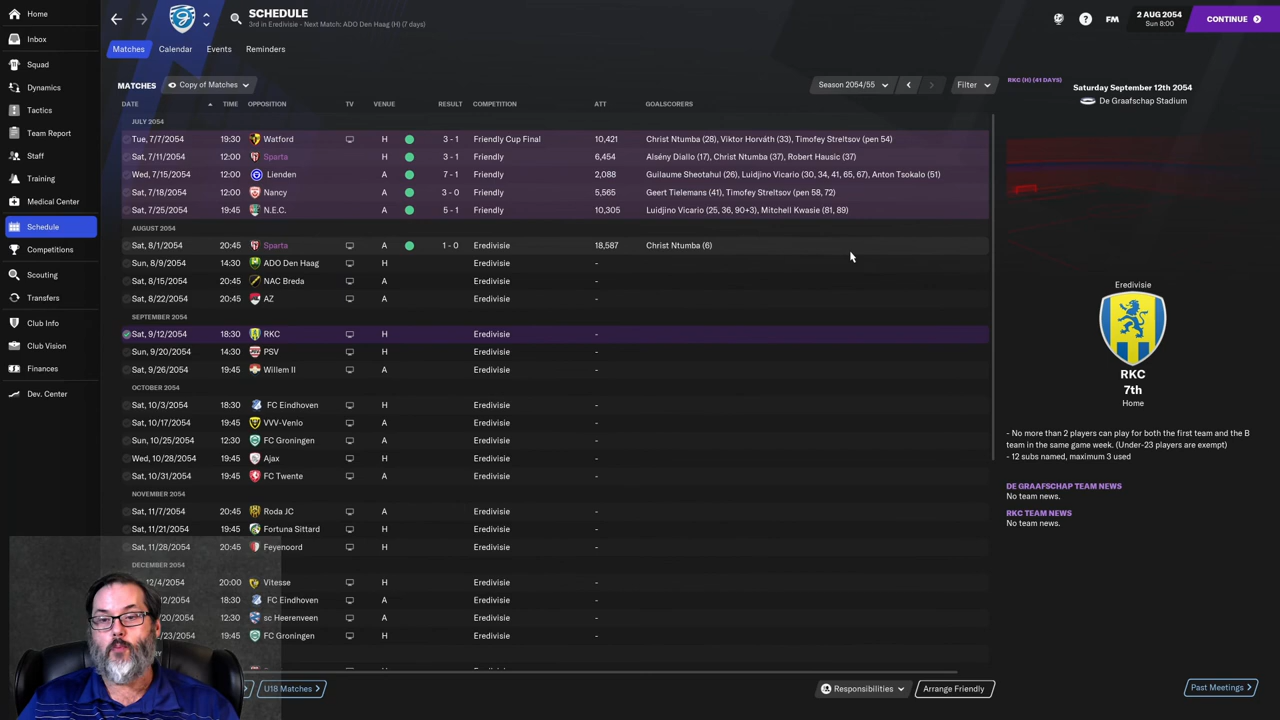 Home
Inbox
Squad
Dynamics
Tactics
Team Report
Staff
Training
Medical Center
Schedule
Competitions
Scouting
Transfers
Club Info
Club Vision
Finances
Dev. Center
SCHEDULE
3rd in Eredivisie - Next Match: ADO Den Haag (H) (7 days)
? FM 2 AUG 2054
Sun 8:00
CONTINUE
Matches Calendar Events Reminders
MATCHES Copy of Matches Season 2054/55 Filter
DATE TIME OPPOSITION TV VENUE RESULT COMPETITION ATT GOALSCORERS
JULY 2054
Tue, 7/7/2054 19:30 Watford H 3 - 1 Friendly Cup Final 10,421 Christ Ntumba (28), Viktor Horváth (33), Timofey Streltsov (pen 54)
Sat, 7/11/2054 12:00 Sparta H 3 - 1 Friendly 6,454 Alsény Diallo (17), Christ Ntumba (37), Robert Hausic (37)
Wed, 7/15/2054 12:00 Lienden A 7 - 1 Friendly 2,088 Guilaume Sheotahul (26), Luidjino Vicario (30, 34, 41, 65, 67), Anton Tsokalo (51)
Sat, 7/18/2054 12:00 Nancy A 3 - 0 Friendly 5,565 Geert Tielemans (41), Timofey Streltsov (pen 58, 72)
Sat, 7/25/2054 19:45 N.E.C. A 5 - 1 Friendly 10,305 Luidjino Vicario (25, 36, 90+3), Mitchell Kwasie (81, 89)
AUGUST 2054
Sat, 8/1/2054 20:45 Sparta A 1 - 0 Eredivisie 18,587 Christ Ntumba (6)
Sun, 8/9/2054 14:30 ADO Den Haag H Eredivisie -
Sat, 8/15/2054 20:45 NAC Breda A Eredivisie -
Sat, 8/22/2054 20:45 AZ A Eredivisie -
SEPTEMBER 2054
Sat, 9/12/2054 18:30 RKC H Eredivisie -
Sun, 9/20/2054 14:30 PSV H Eredivisie -
Sat, 9/26/2054 19:45 Willem II A Eredivisie -
OCTOBER 2054
Sat, 10/3/2054 18:30 FC Eindhoven H Eredivisie -
Sat, 10/17/2054 19:45 VVV-Venlo A Eredivisie -
Sun, 10/25/2054 12:30 FC Groningen A Eredivisie -
Wed, 10/28/2054 19:45 Ajax H Eredivisie -
Sat, 10/31/2054 19:45 FC Twente A Eredivisie -
NOVEMBER 2054
Sat, 11/7/2054 20:45 Roda JC A Eredivisie -
Sat, 11/21/2054 19:45 Fortuna Sittard H Eredivisie -
Sat, 11/28/2054 20:45 Feyenoord H Eredivisie -
DECEMBER 2054
12/4/2054 20:00 Vitesse H Eredivisie -
12/2054 20:45 FC Eindhoven A Eredivisie -
/20/2054 12:30 sc Heerenveen A Eredivisie -
/23/2054 19:45 FC Groningen H Eredivisie -
U18 Matches Responsibilities Arrange Friendly
RKC (H) (41 DAYS)
Saturday September 12th 2054
De Graafschap Stadium
Eredivisie
RKC
7th
Home
- No more than 2 players can play for both the first team and the B
team in the same game week. (Under-23 players are exempt)
- 12 subs named, maximum 3 used
DE GRAAFSCHAP TEAM NEWS
No team news.
RKC TEAM NEWS
No team news.
Past Meetings